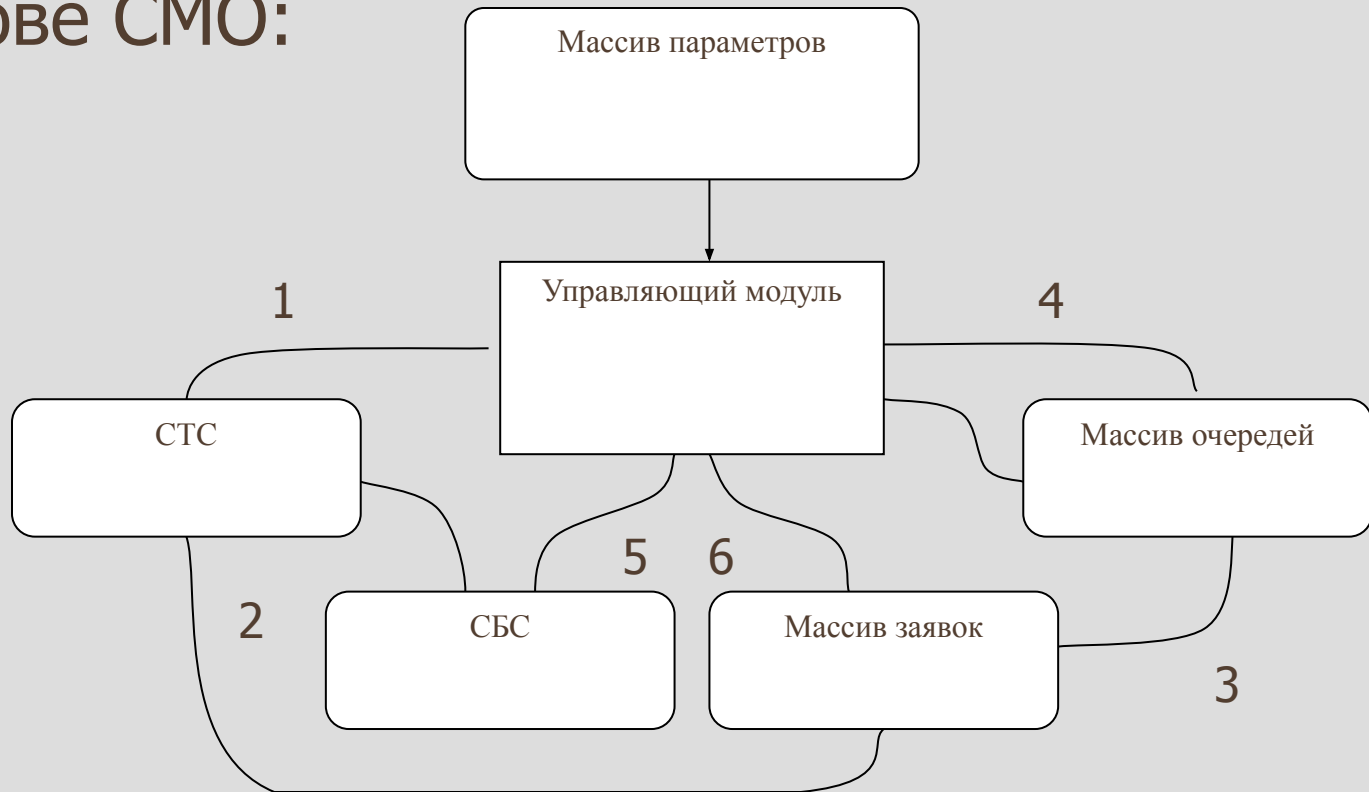 ове СМО:
Массив параметров
Управляющий модуль
1
4
СТС
Массив очередей
5
6
2
СБС
Массив заявок
3